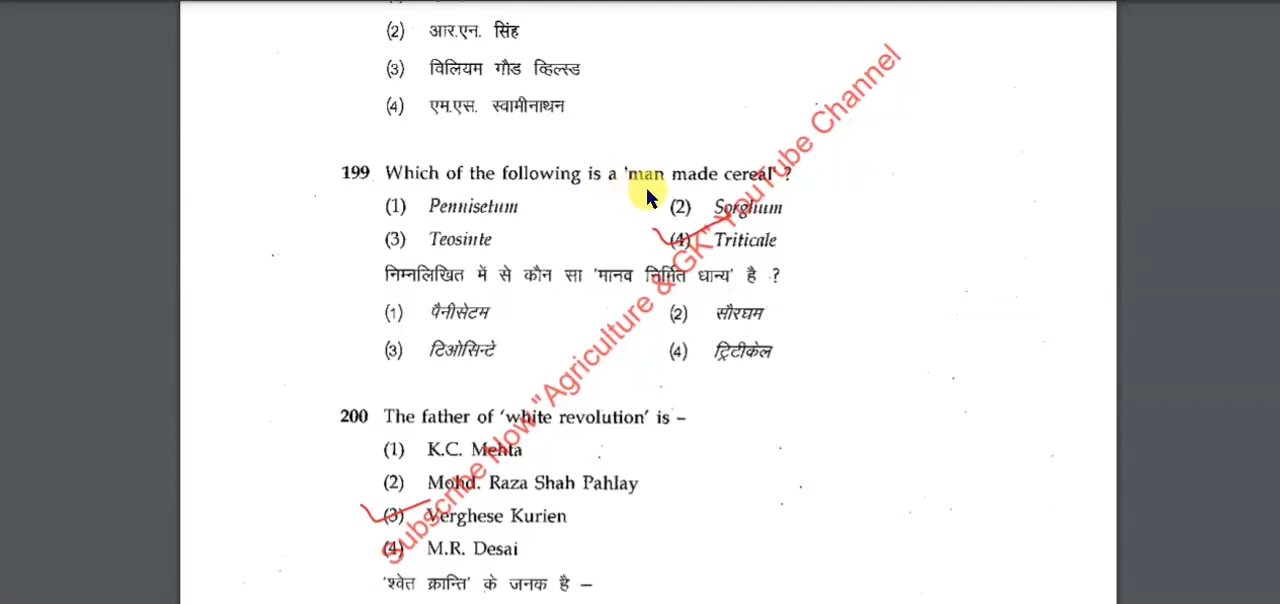 (2) आर.एन. सिंह
(3) विलियम गौड व्हिल्स्ड
(4) एम.एस. स्वामीनाथन
199 Which of the following is a 'man made cereal' ?
(1) Pennisetum (2) Sorghum
(3) Teosinte (4) Triticale
निम्नलिखित में से कौन सा 'मानव निर्मित धान्य' है ?
(1) पैनीसेटम (2) सौरघम
(3) टिओसिन्टे (4) ट्रिटीकेल
200 The father of 'white revolution' is –
(1) K.C. Mehta
(2) Mohd. Raza Shah Pahlay
(3) Verghese Kurien
(4) M.R. Desai
'श्वेत क्रान्ति' के जनक है –
Subscribe Now "Agriculture & GK" YouTube Channel